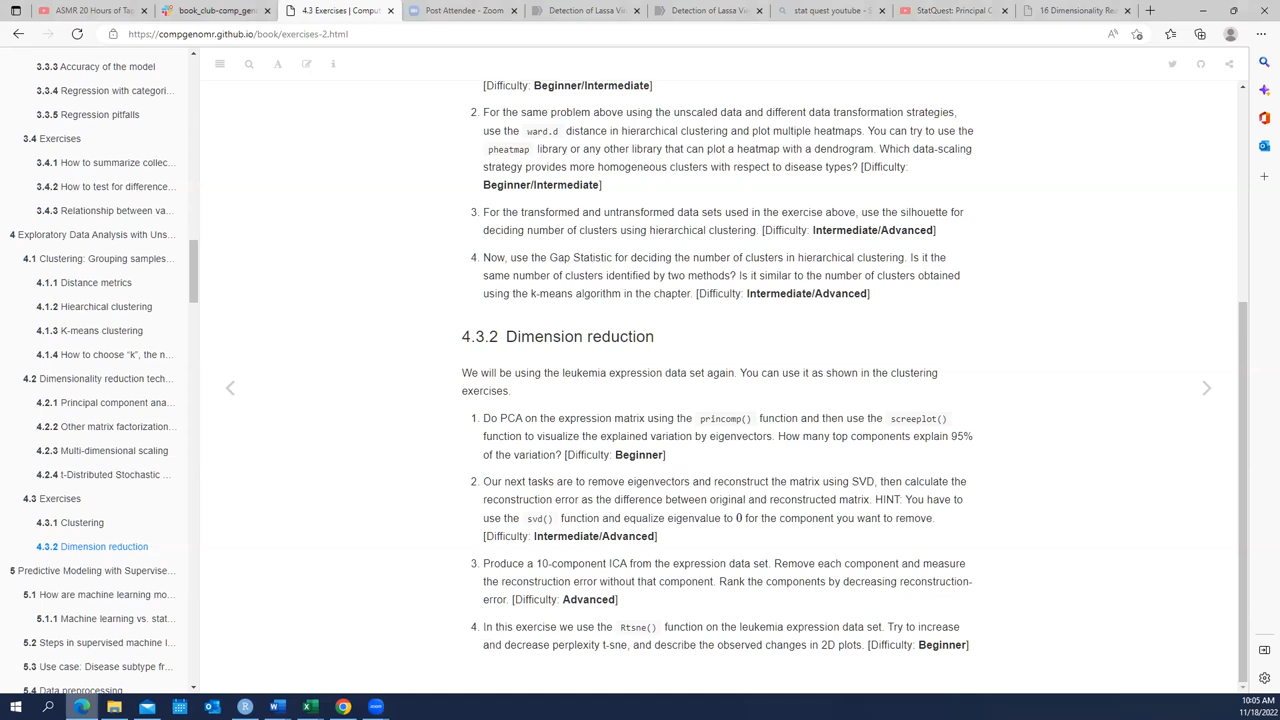 ASMR 20 Hours of Tap
book_club-comp_gen
4.3 Exercises | Comput
Post Attendee - Zoom
Detection of Lassa Vir
Detection of Lassa Vir
stat quest youtube - S
StatQuest: Principal C
16 Dimensionality Re
https://compgenomr.github.io/book/exercises-2.html
3.3.3 Accuracy of the model
3.3.4 Regression with categori…
3.3.5 Regression pitfalls
3.4 Exercises
3.4.1 How to summarize collec…
3.4.2 How to test for difference…
3.4.3 Relationship between va…
4 Exploratory Data Analysis with Uns…
4.1 Clustering: Grouping samples…
4.1.1 Distance metrics
4.1.2 Hiearchical clustering
4.1.3 K-means clustering
4.1.4 How to choose “k”, the n…
4.2 Dimensionality reduction tech…
4.2.1 Principal component ana…
4.2.2 Other matrix factorization…
4.2.3 Multi-dimensional scaling
4.2.4 t-Distributed Stochastic …
4.3 Exercises
4.3.1 Clustering
4.3.2 Dimension reduction
5 Predictive Modeling with Supervise…
5.1 How are machine learning mo…
5.1.1 Machine learning vs. stat…
5.2 Steps in supervised machine l…
5.3 Use case: Disease subtype fr…
5.4 Data preprocessing
[Difficulty: Beginner/Intermediate]
2. For the same problem above using the unscaled data and different data transformation strategies,
use the ward.d distance in hierarchical clustering and plot multiple heatmaps. You can try to use the
pheatmap library or any other library that can plot a heatmap with a dendrogram. Which data-scaling
strategy provides more homogeneous clusters with respect to disease types? [Difficulty:
Beginner/Intermediate]
3. For the transformed and untransformed data sets used in the exercise above, use the silhouette for
deciding number of clusters using hierarchical clustering. [Difficulty: Intermediate/Advanced]
4. Now, use the Gap Statistic for deciding the number of clusters in hierarchical clustering. Is it the
same number of clusters identified by two methods? Is it similar to the number of clusters obtained
using the k-means algorithm in the chapter. [Difficulty: Intermediate/Advanced]
4.3.2 Dimension reduction
We will be using the leukemia expression data set again. You can use it as shown in the clustering
exercises.
1. Do PCA on the expression matrix using the princomp() function and then use the screeplot()
function to visualize the explained variation by eigenvectors. How many top components explain 95%
of the variation? [Difficulty: Beginner]
2. Our next tasks are to remove eigenvectors and reconstruct the matrix using SVD, then calculate the
reconstruction error as the difference between original and reconstructed matrix. HINT: You have to
use the svd() function and equalize eigenvalue to 0 for the component you want to remove.
[Difficulty: Intermediate/Advanced]
3. Produce a 10-component ICA from the expression data set. Remove each component and measure
the reconstruction error without that component. Rank the components by decreasing reconstruction-
error. [Difficulty: Advanced]
4. In this exercise we use the Rtsne() function on the leukemia expression data set. Try to increase
and decrease perplexity t-sne, and describe the observed changes in 2D plots. [Difficulty: Beginner]
10:05 AM
11/18/2022